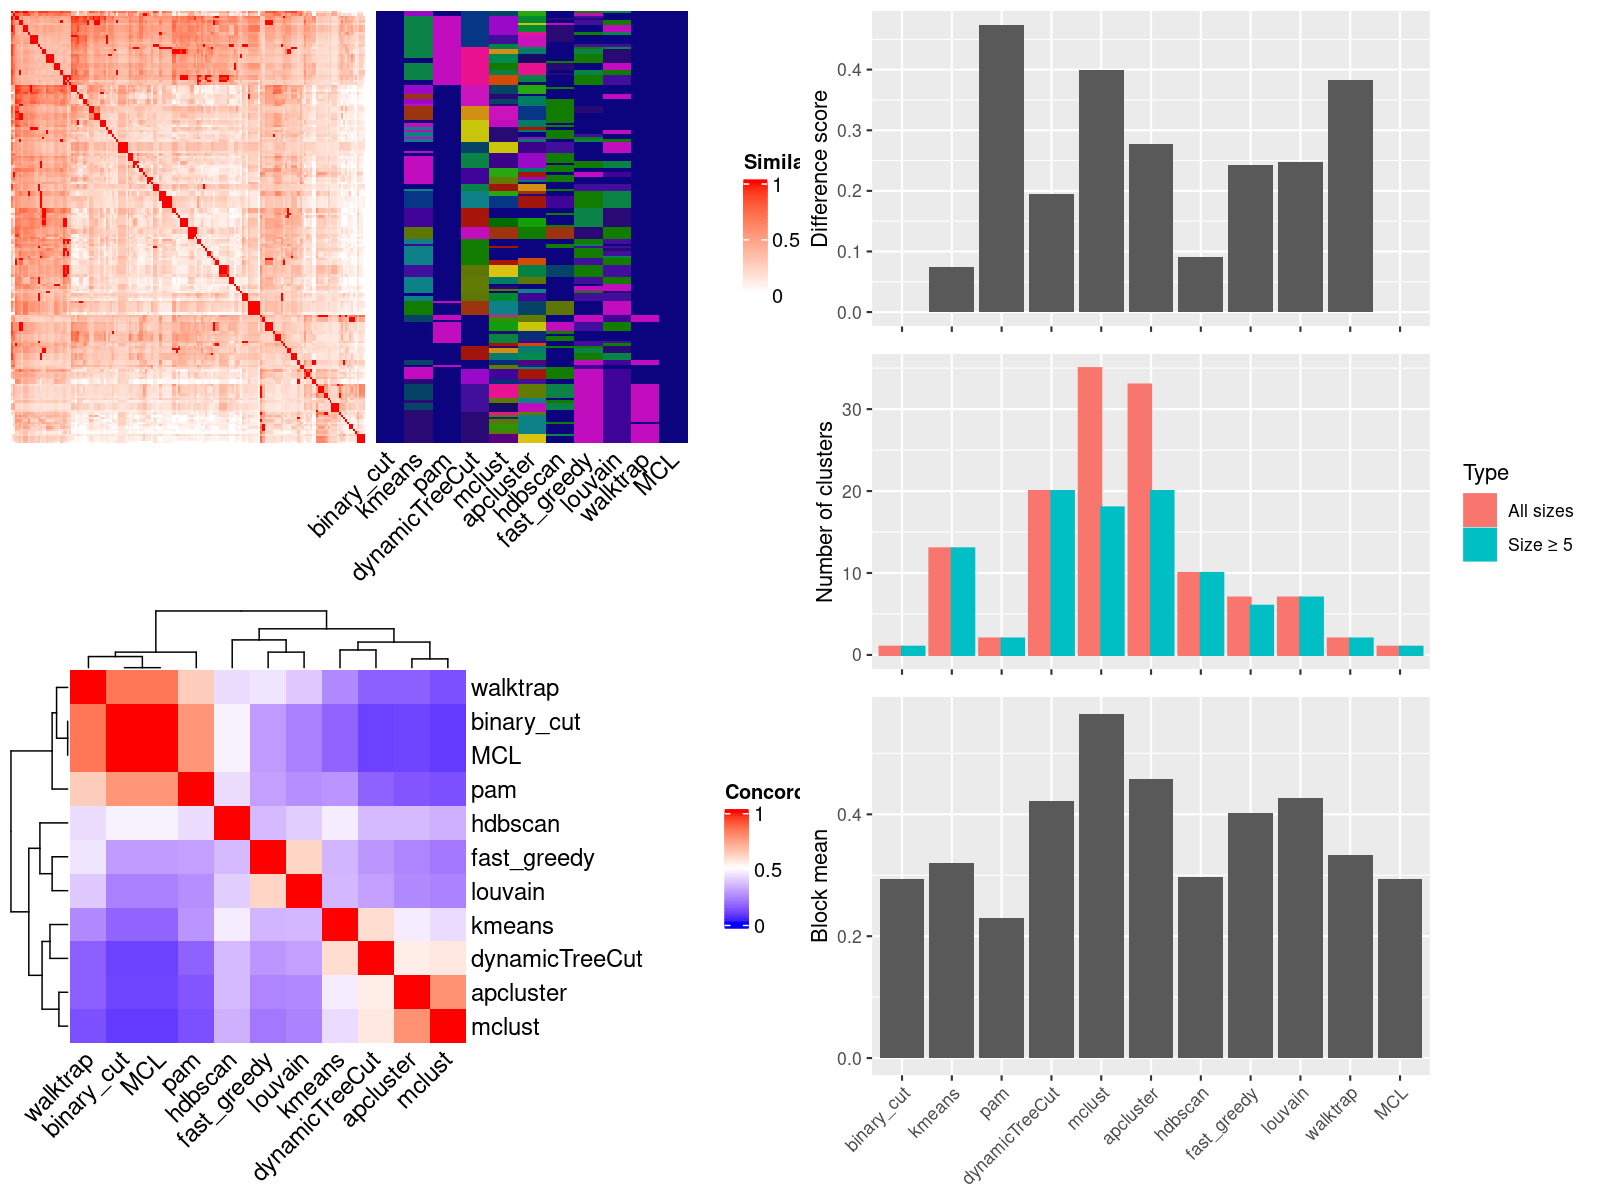 Simila
1
0.5
0
binary_cut
kmeans
pam
dynamicTreeCut
mclust
apcluster
hdbscan
fast_greedy
louvain
walktrap
MCL
walktrap
binary_cut
MCL
pam
hdbscan
fast_greedy
louvain
kmeans
dynamicTreeCut
apcluster
mclust
walktrap
binary_cut
MCL
pam
hdbscan
fast_greedy
louvain
kmeans
dynamicTreeCut
apcluster
mclust
Concord
1
0.5
0
Difference score
0.4
0.3
0.2
0.1
0.0
Number of clusters
30
20
10
0
Type
All sizes
Size ≥ 5
Block mean
0.4
0.2
0.0
binary_cut
kmeans
pam
dynamicTreeCut
mclust
apcluster
hdbscan
fast_greedy
louvain
walktrap
MCL